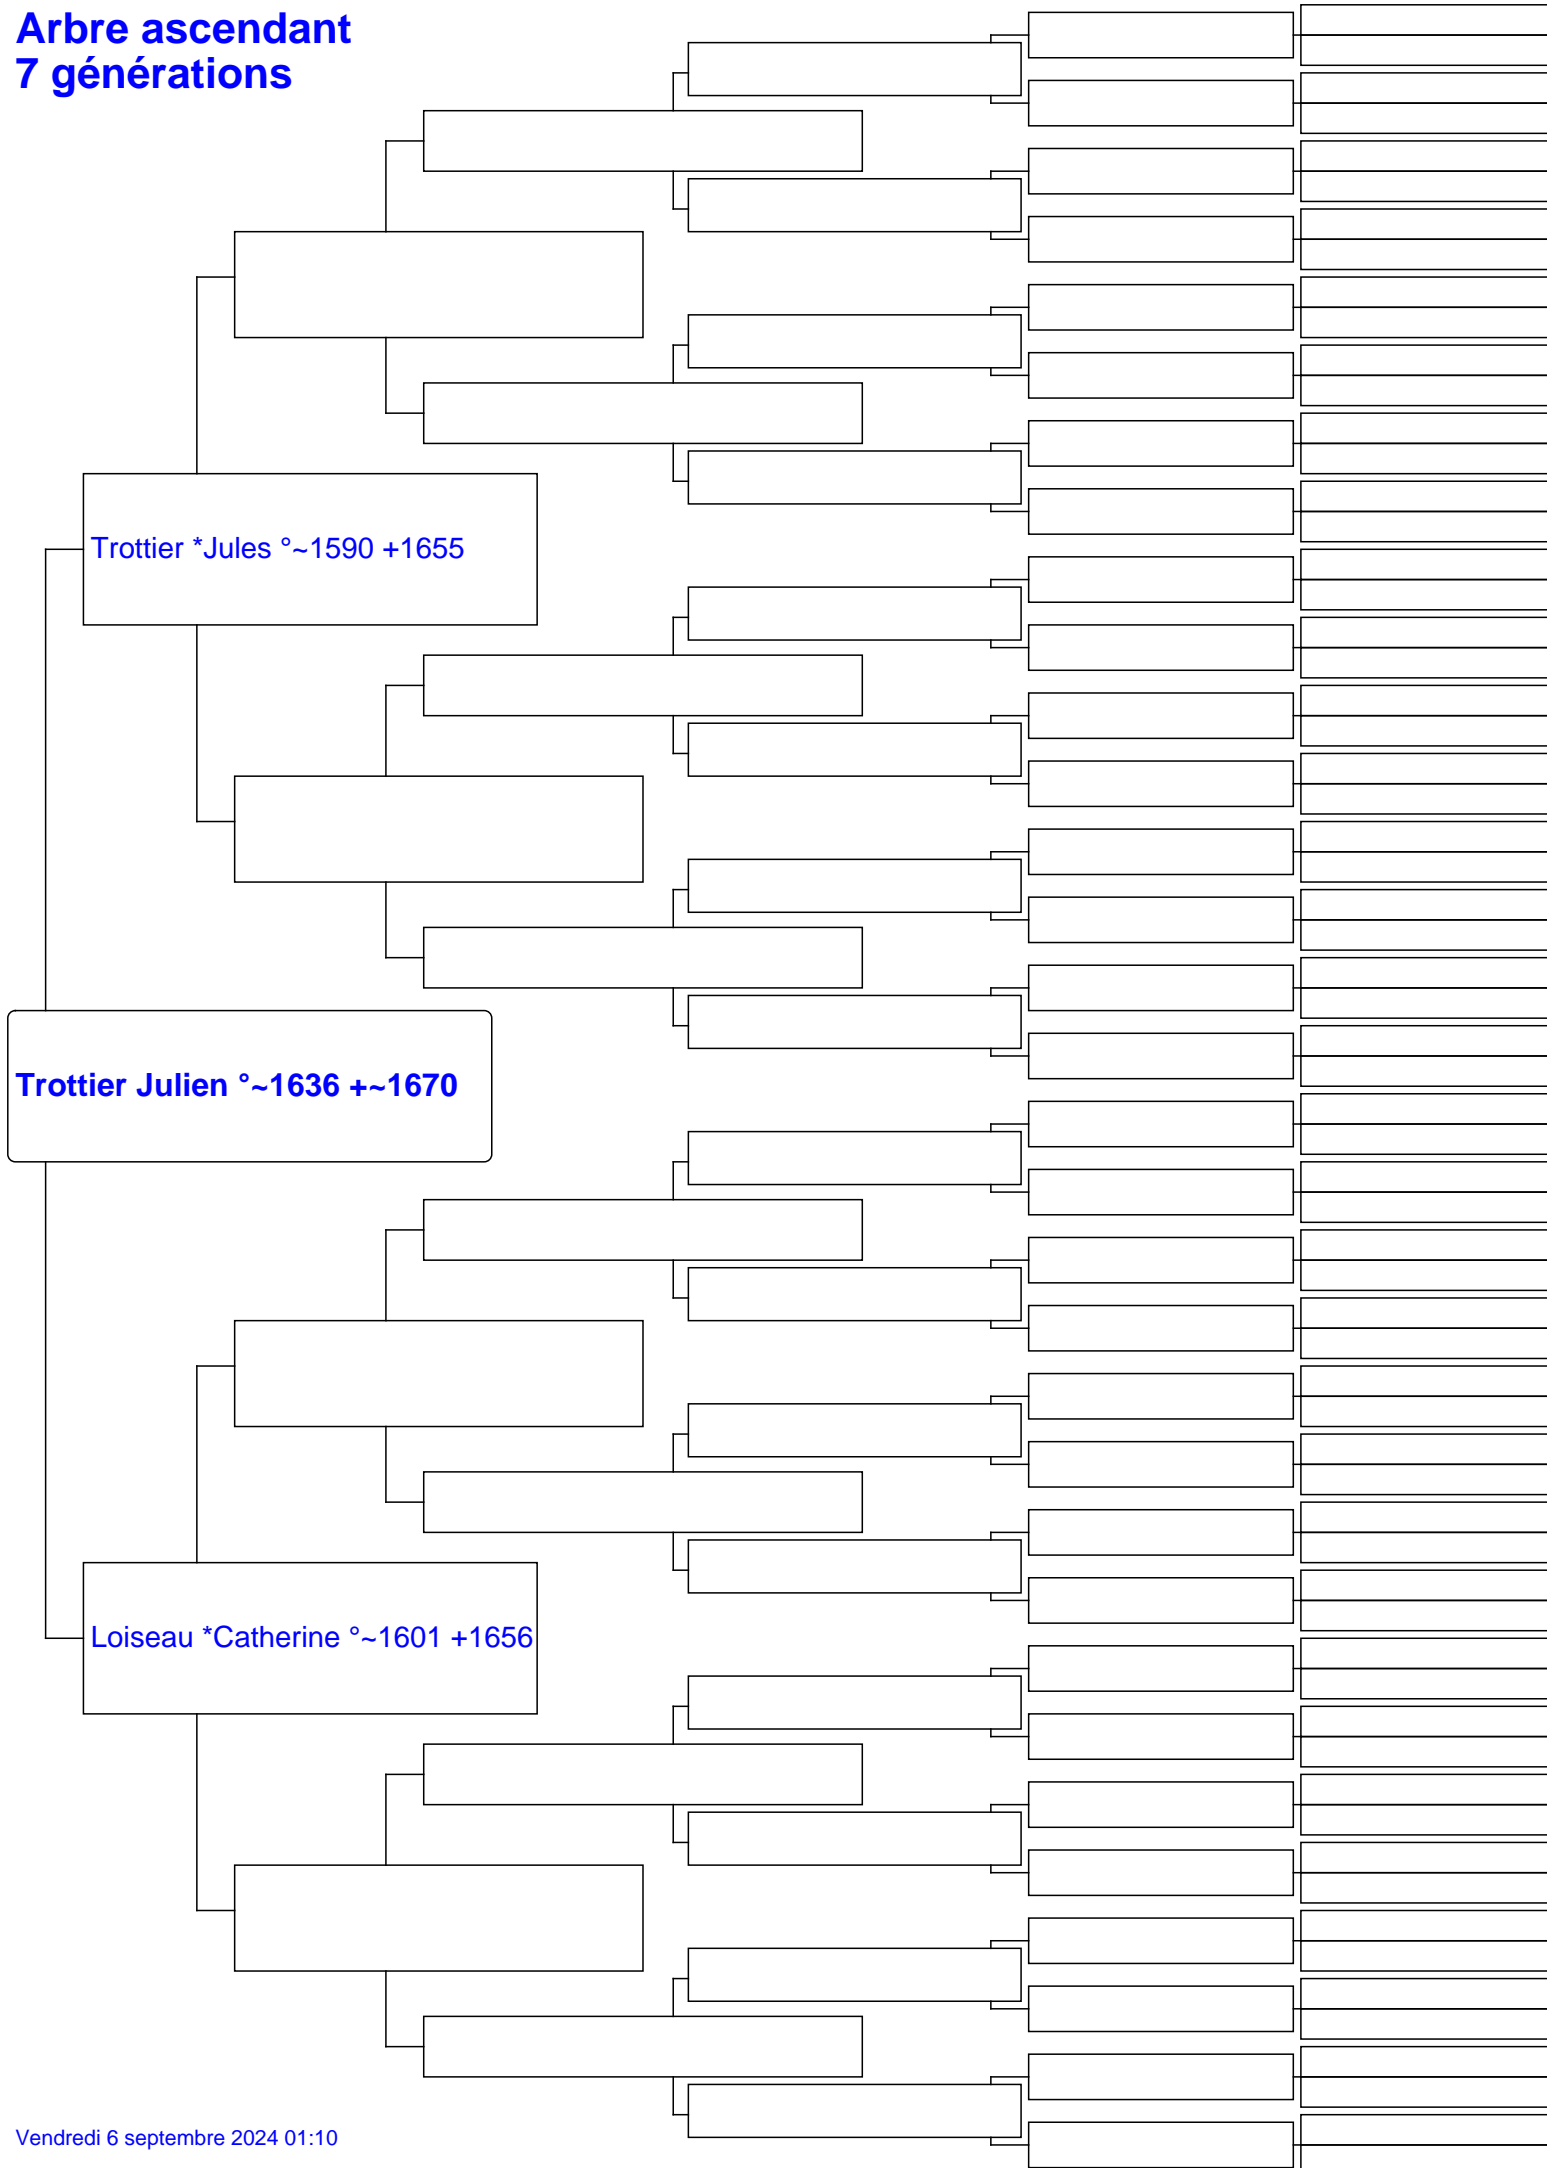 Arbre ascendant
7 générations
Trottier *Jules °~1590 +1655
Trottier Julien °~1636 +~1670
Loiseau *Catherine °~1601 +1656
Vendredi 6 septembre 2024 01:10